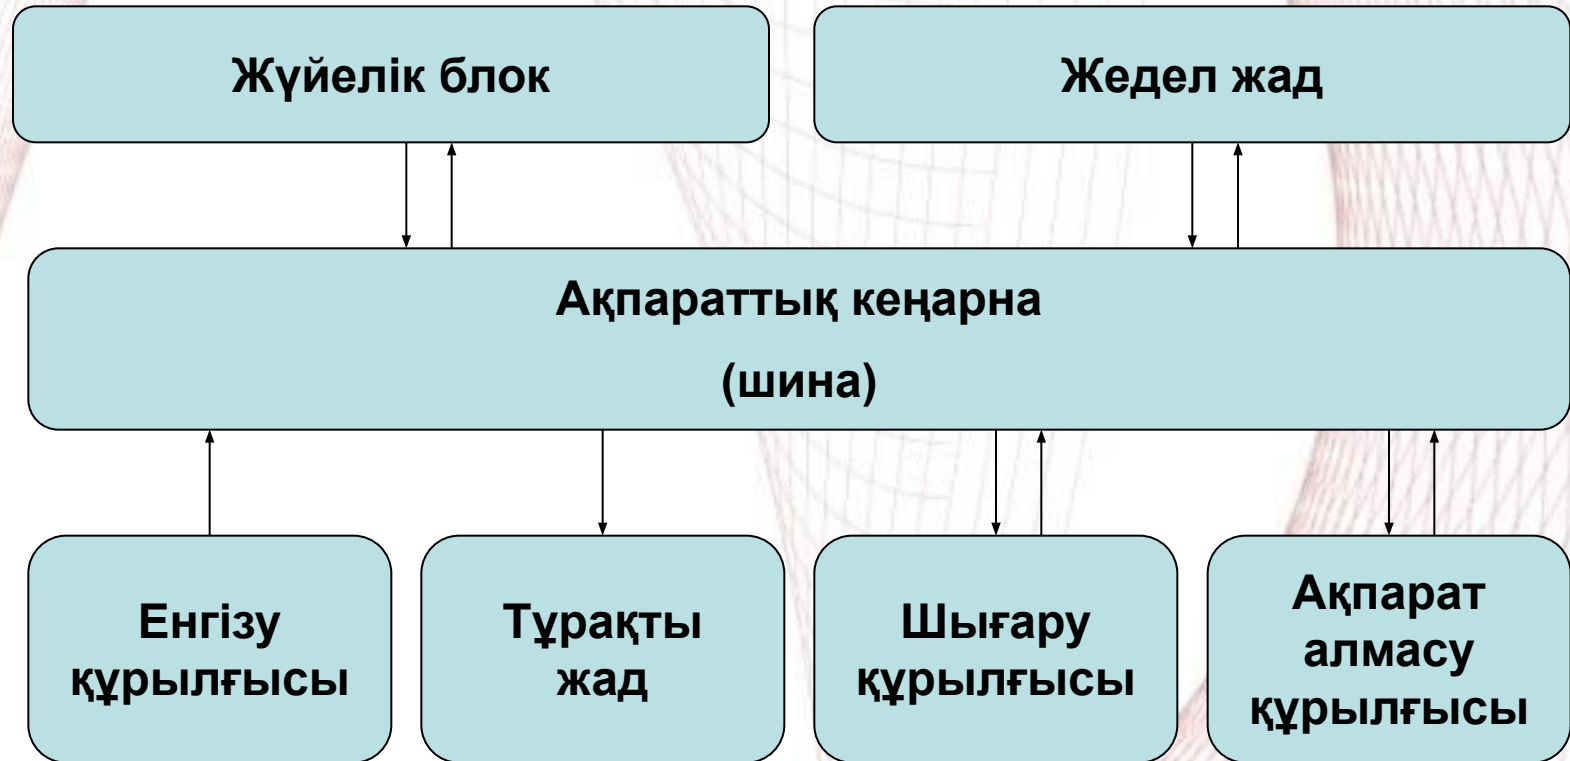 Жүйелік блок
Жедел жад
Ақпараттық кеңарна
(шина)
Енгізу
құрылғысы
Тұрақты
жад
Шығару
құрылғысы
Ақпарат
алмасу
құрылғысы